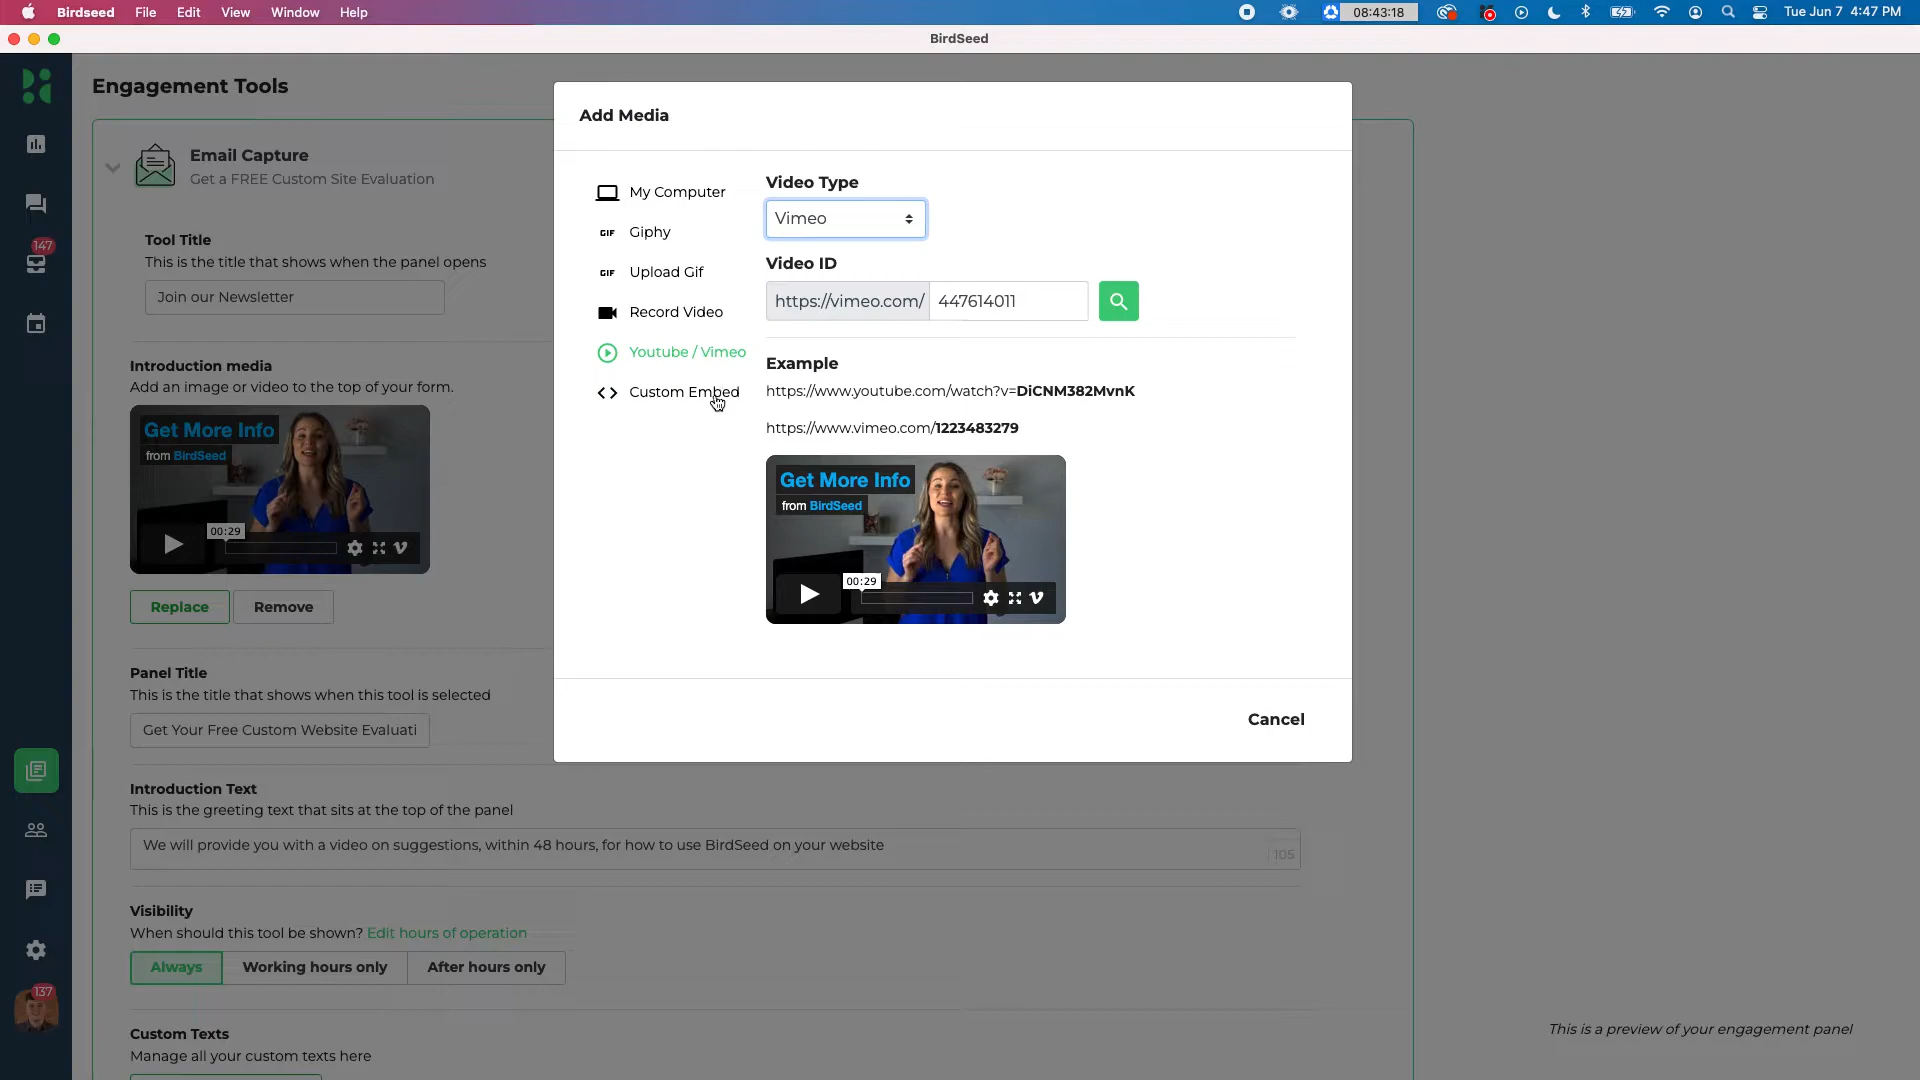 Birdseed File Edit View Window Help 08:43:18 Tue Jun 7 4:47 PM
BirdSeed
Engagement Tools
Email Capture
Get a FREE Custom Site Evaluation
147
Tool Title
This is the title that shows when the panel opens
Join our Newsletter
Introduction media
Add an image or video to the top of your form.
Get More Info
from BirdSeed
00:29
Replace Remove
Panel Title
This is the title that shows when this tool is selected
Get Your Free Custom Website Evaluati
Introduction Text
This is the greeting text that sits at the top of the panel
We will provide you with a video on suggestions, within 48 hours, for how to use BirdSeed on your website
105
Visibility
When should this tool be shown? Edit hours of operation
Always Working hours only After hours only
137
Custom Texts
Manage all your custom texts here
Add Media
My Computer
GIF Giphy
GIF Upload Gif
Record Video
Youtube / Vimeo
Custom Embed
Video Type
Vimeo
Video ID
https://vimeo.com/ 447614011
Example
https://www.youtube.com/watch?v=DiCNM382MvnK
https://www.vimeo.com/1223483279
Get More Info
from BirdSeed
00:29
Cancel
This is a preview of your engagement panel